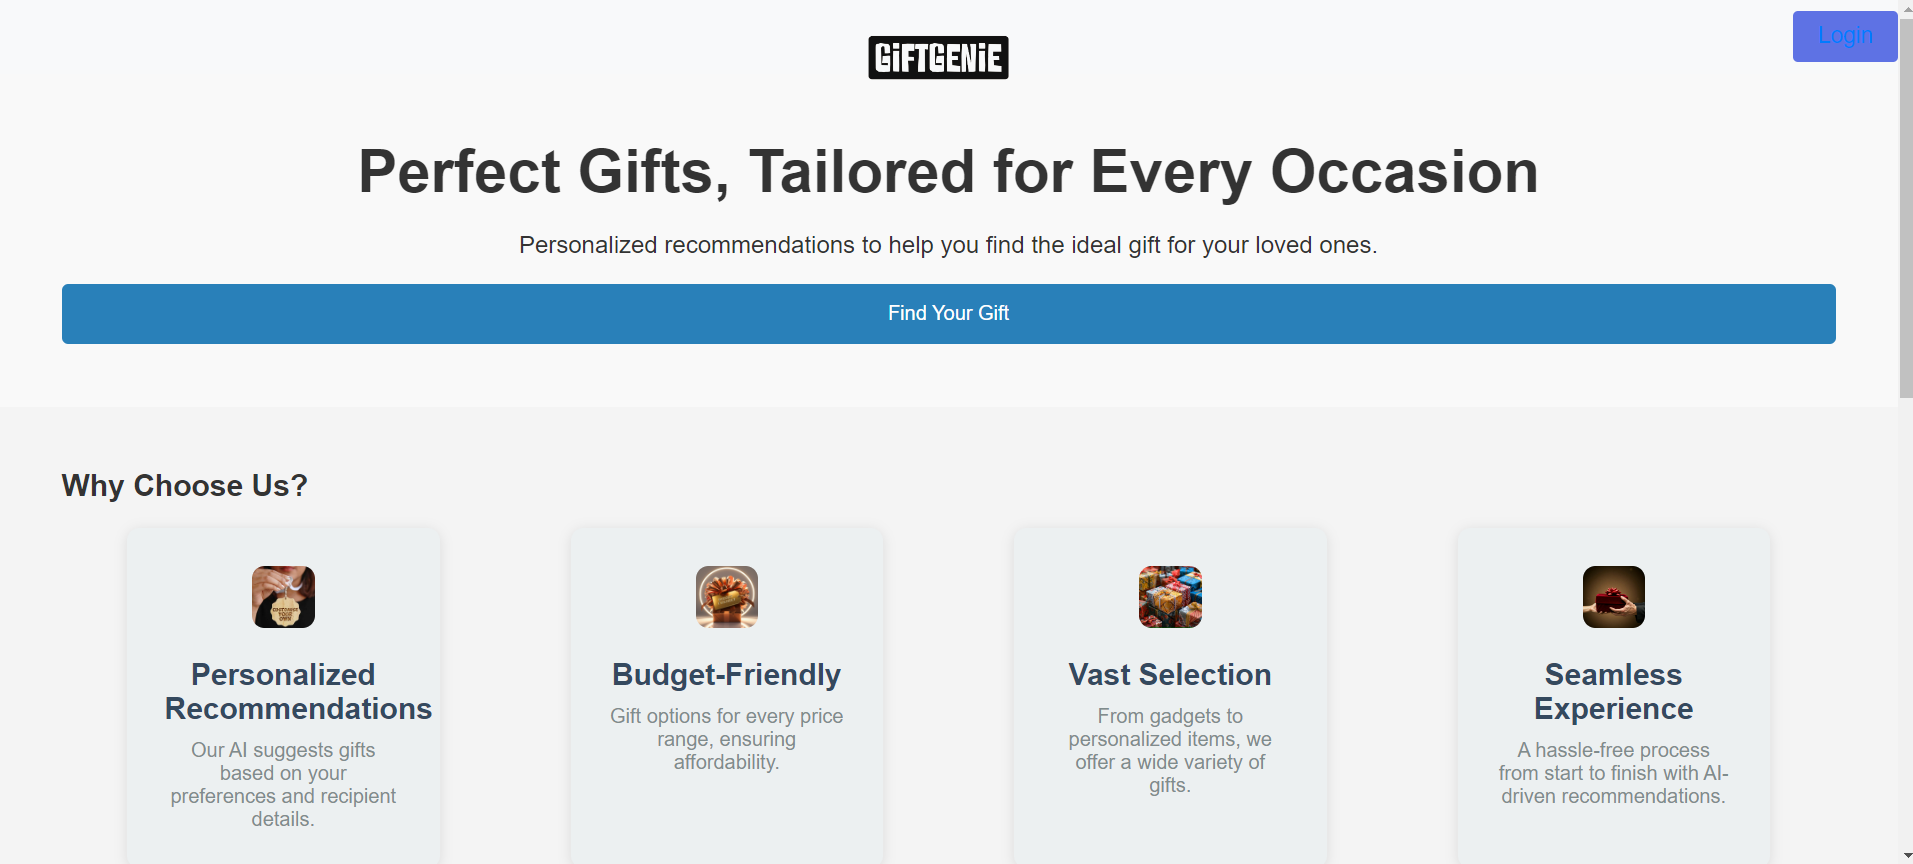 GiFTGENiE
Login
Perfect Gifts, Tailored for Every Occasion
Personalized recommendations to help you find the ideal gift for your loved ones.
Find Your Gift
Why Choose Us?
Personalized
Recommendations
Our AI suggests gifts
based on your
preferences and recipient
details.
Budget-Friendly
Gift options for every price
range, ensuring
affordability.
Vast Selection
From gadgets to
personalized items, we
offer a wide variety of
gifts.
Seamless
Experience
A hassle-free process
from start to finish with AI-
driven recommendations.